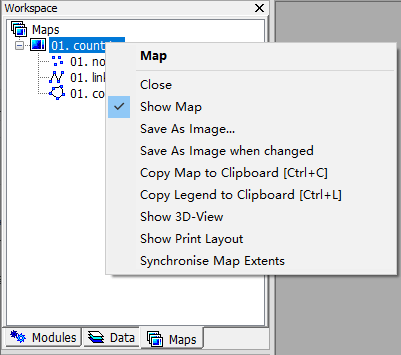 Workspace
Maps
01.
01. no
01.
01. co
Map
Close
Show Map
Save As Image...
Save As Image when changed
Copy Map to Clipboard [Ctrl+C]
Copy Legend to Clipboard [Ctrl+L]
Show 3D-View
Show Print Layout
Synchronise Map Extents
Modules
Data
Maps